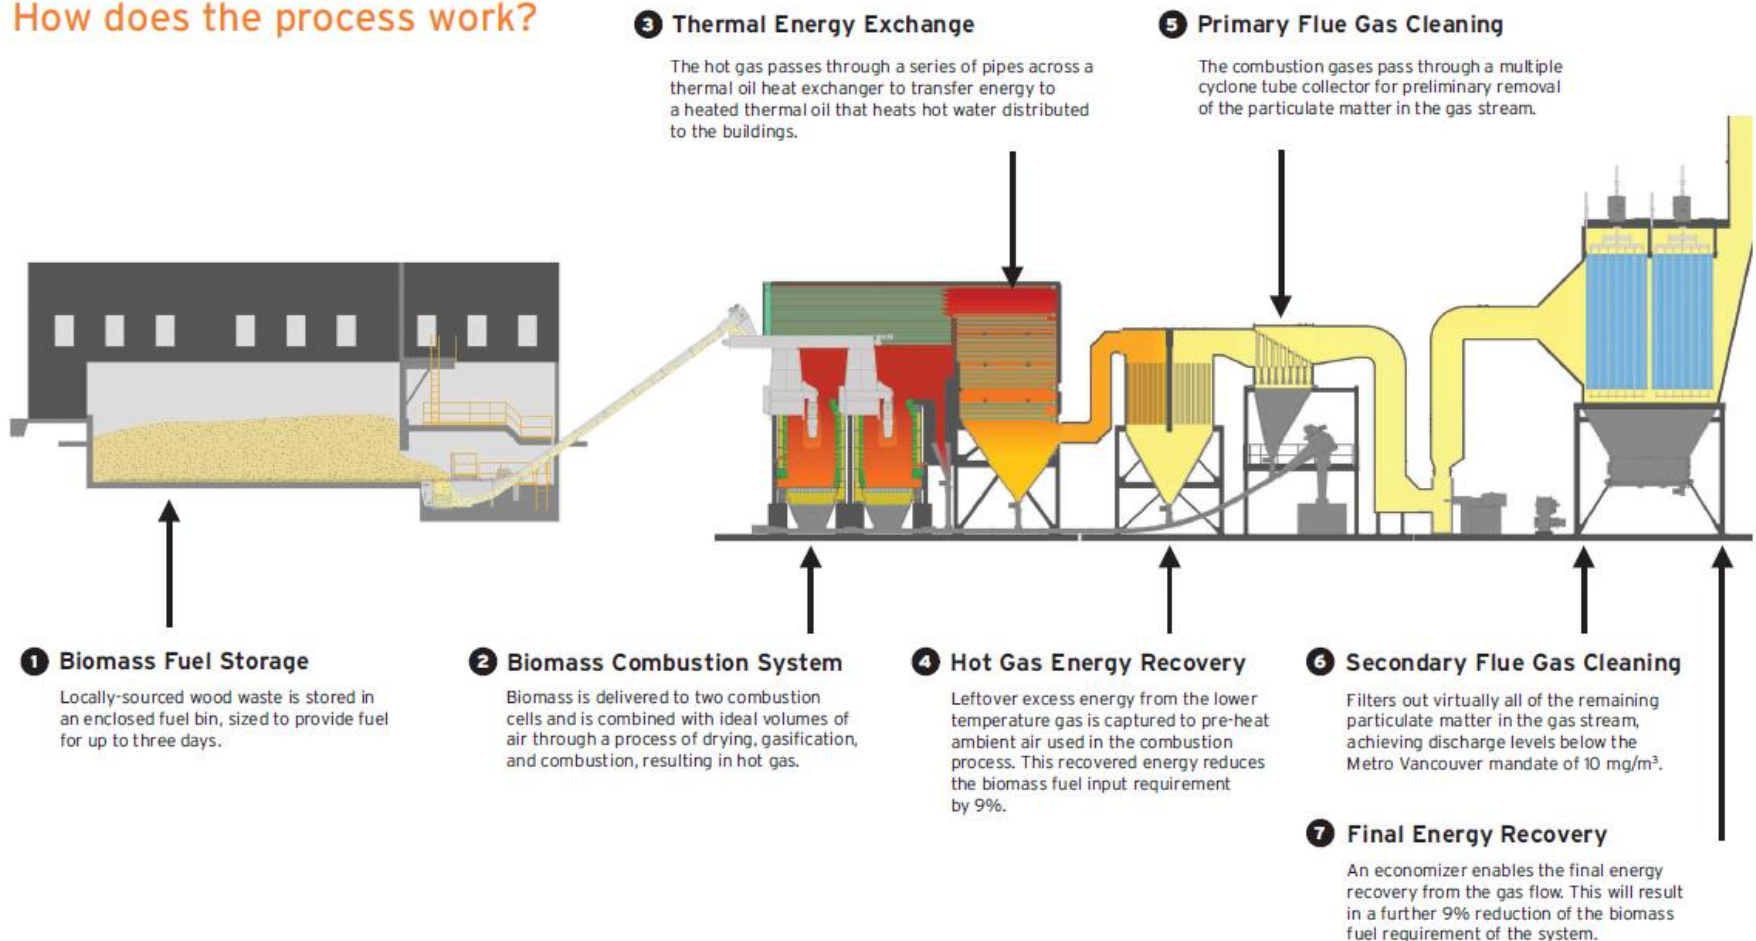 How does the process work?
3 Thermal Energy Exchange
The hot gas passes through a series of pipes across a
thermal oil heat exchanger to transfer energy to
a heated thermal oil that heats hot water distributed
to the buildings.
5 Primary Flue Gas Cleaning
The combustion gases pass through a multiple
cyclone tube collector for preliminary removal
of the particulate matter in the gas stream.
1 Biomass Fuel Storage
Locally-sourced wood waste is stored in
an enclosed fuel bin, sized to provide fuel
for up to three days.
2 Biomass Combustion System
Biomass is delivered to two combustion
cells and is combined with ideal volumes of
air through a process of drying, gasification,
and combustion, resulting in hot gas.
4 Hot Gas Energy Recovery
Leftover excess energy from the lower
temperature gas is captured to pre-heat
ambient air used in the combustion
process. This recovered energy reduces
the biomass fuel input requirement
by 9%.
6 Secondary Flue Gas Cleaning
Filters out virtually all of the remaining
particulate matter in the gas stream,
achieving discharge levels below the
Metro Vancouver mandate of 10 mg/m³.
7 Final Energy Recovery
An economizer enables the final energy
recovery from the gas flow. This will result
in a further 9% reduction of the biomass
fuel requirement of the system.